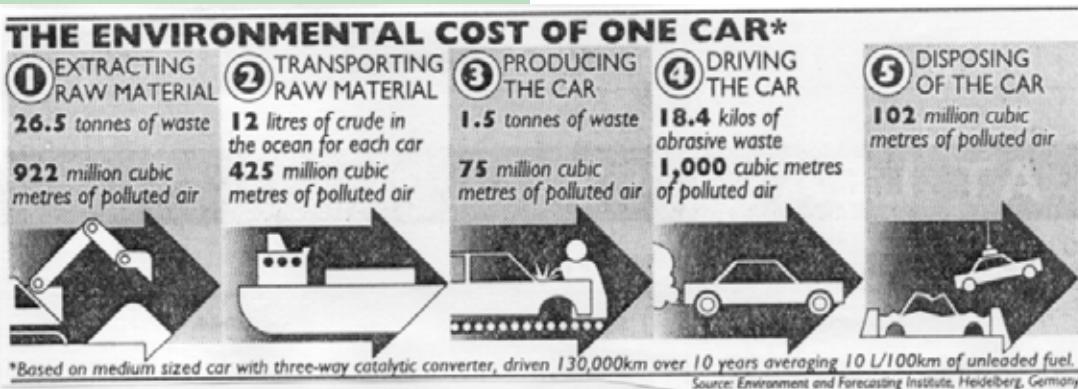 THE ENVIRONMENTAL COST OF ONE CAR*
1 EXTRACTING
RAW MATERIAL
26.5 tonnes of waste
922 million cubic
metres of polluted air
2 TRANSPORTING
RAW MATERIAL
12 litres of crude in
the ocean for each car
425 million cubic
metres of polluted air
3 PRODUCING
THE CAR
1.5 tonnes of waste
75 million cubic
metres of polluted air
4 DRIVING
THE CAR
18.4 kilos of
abrasive waste
1,000 cubic metres
of polluted air
5 DISPOSING
OF THE CAR
102 million cubic
metres of polluted air
*Based on medium sized car with three-way catalytic converter, driven 130,000km over 10 years averaging 10 L/100km of unleaded fuel.
Source: Environment and Forecasting Institute, Heidelberg, Germany